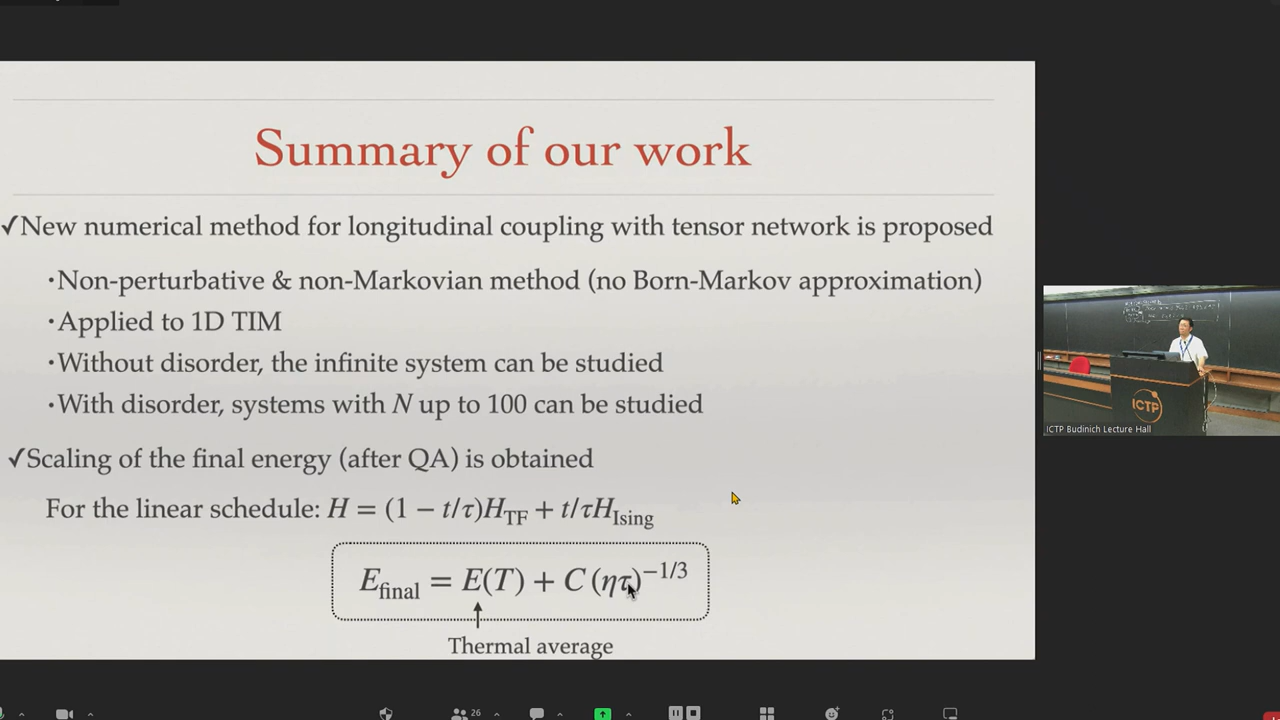 Summary of our work
✓New numerical method for longitudinal coupling with tensor network is proposed
·Non-perturbative & non-Markovian method (no Born-Markov approximation)
·Applied to 1D TIM
·Without disorder, the infinite system can be studied
·With disorder, systems with N up to 100 can be studied
✓Scaling of the final energy (after QA) is obtained
For the linear schedule: H = (1 − t/τ)H_TF + t/τH_Ising
E_final = E(T) + C (ητ)^{−1/3}
Thermal average
ICTP
ICTP Budinich Lecture Hall
26